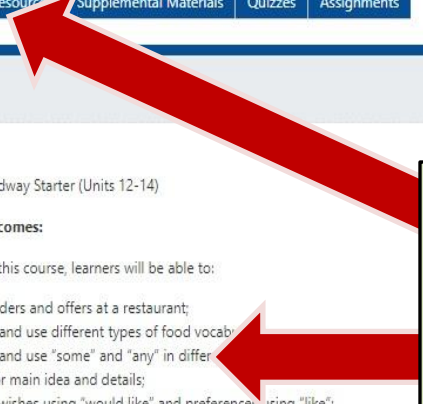 Supplemental Materials Quizzes Assignments
dway Starter (Units 12-14)
comes:
this course, learners will be able to:
ders and offers at a restaurant;
and use different types of food
and use "some" and "any" in
r main idea and details;
wishes using "would like" and preferences using "like";